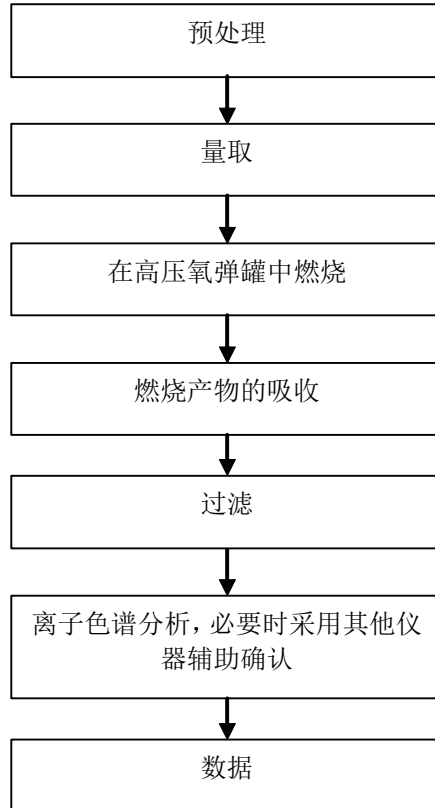 预处理
量取
在高压氧弹罐中燃烧
燃烧产物的吸收
过滤
离子色谱分析，必要时采用其他仪
器辅助确认
数据